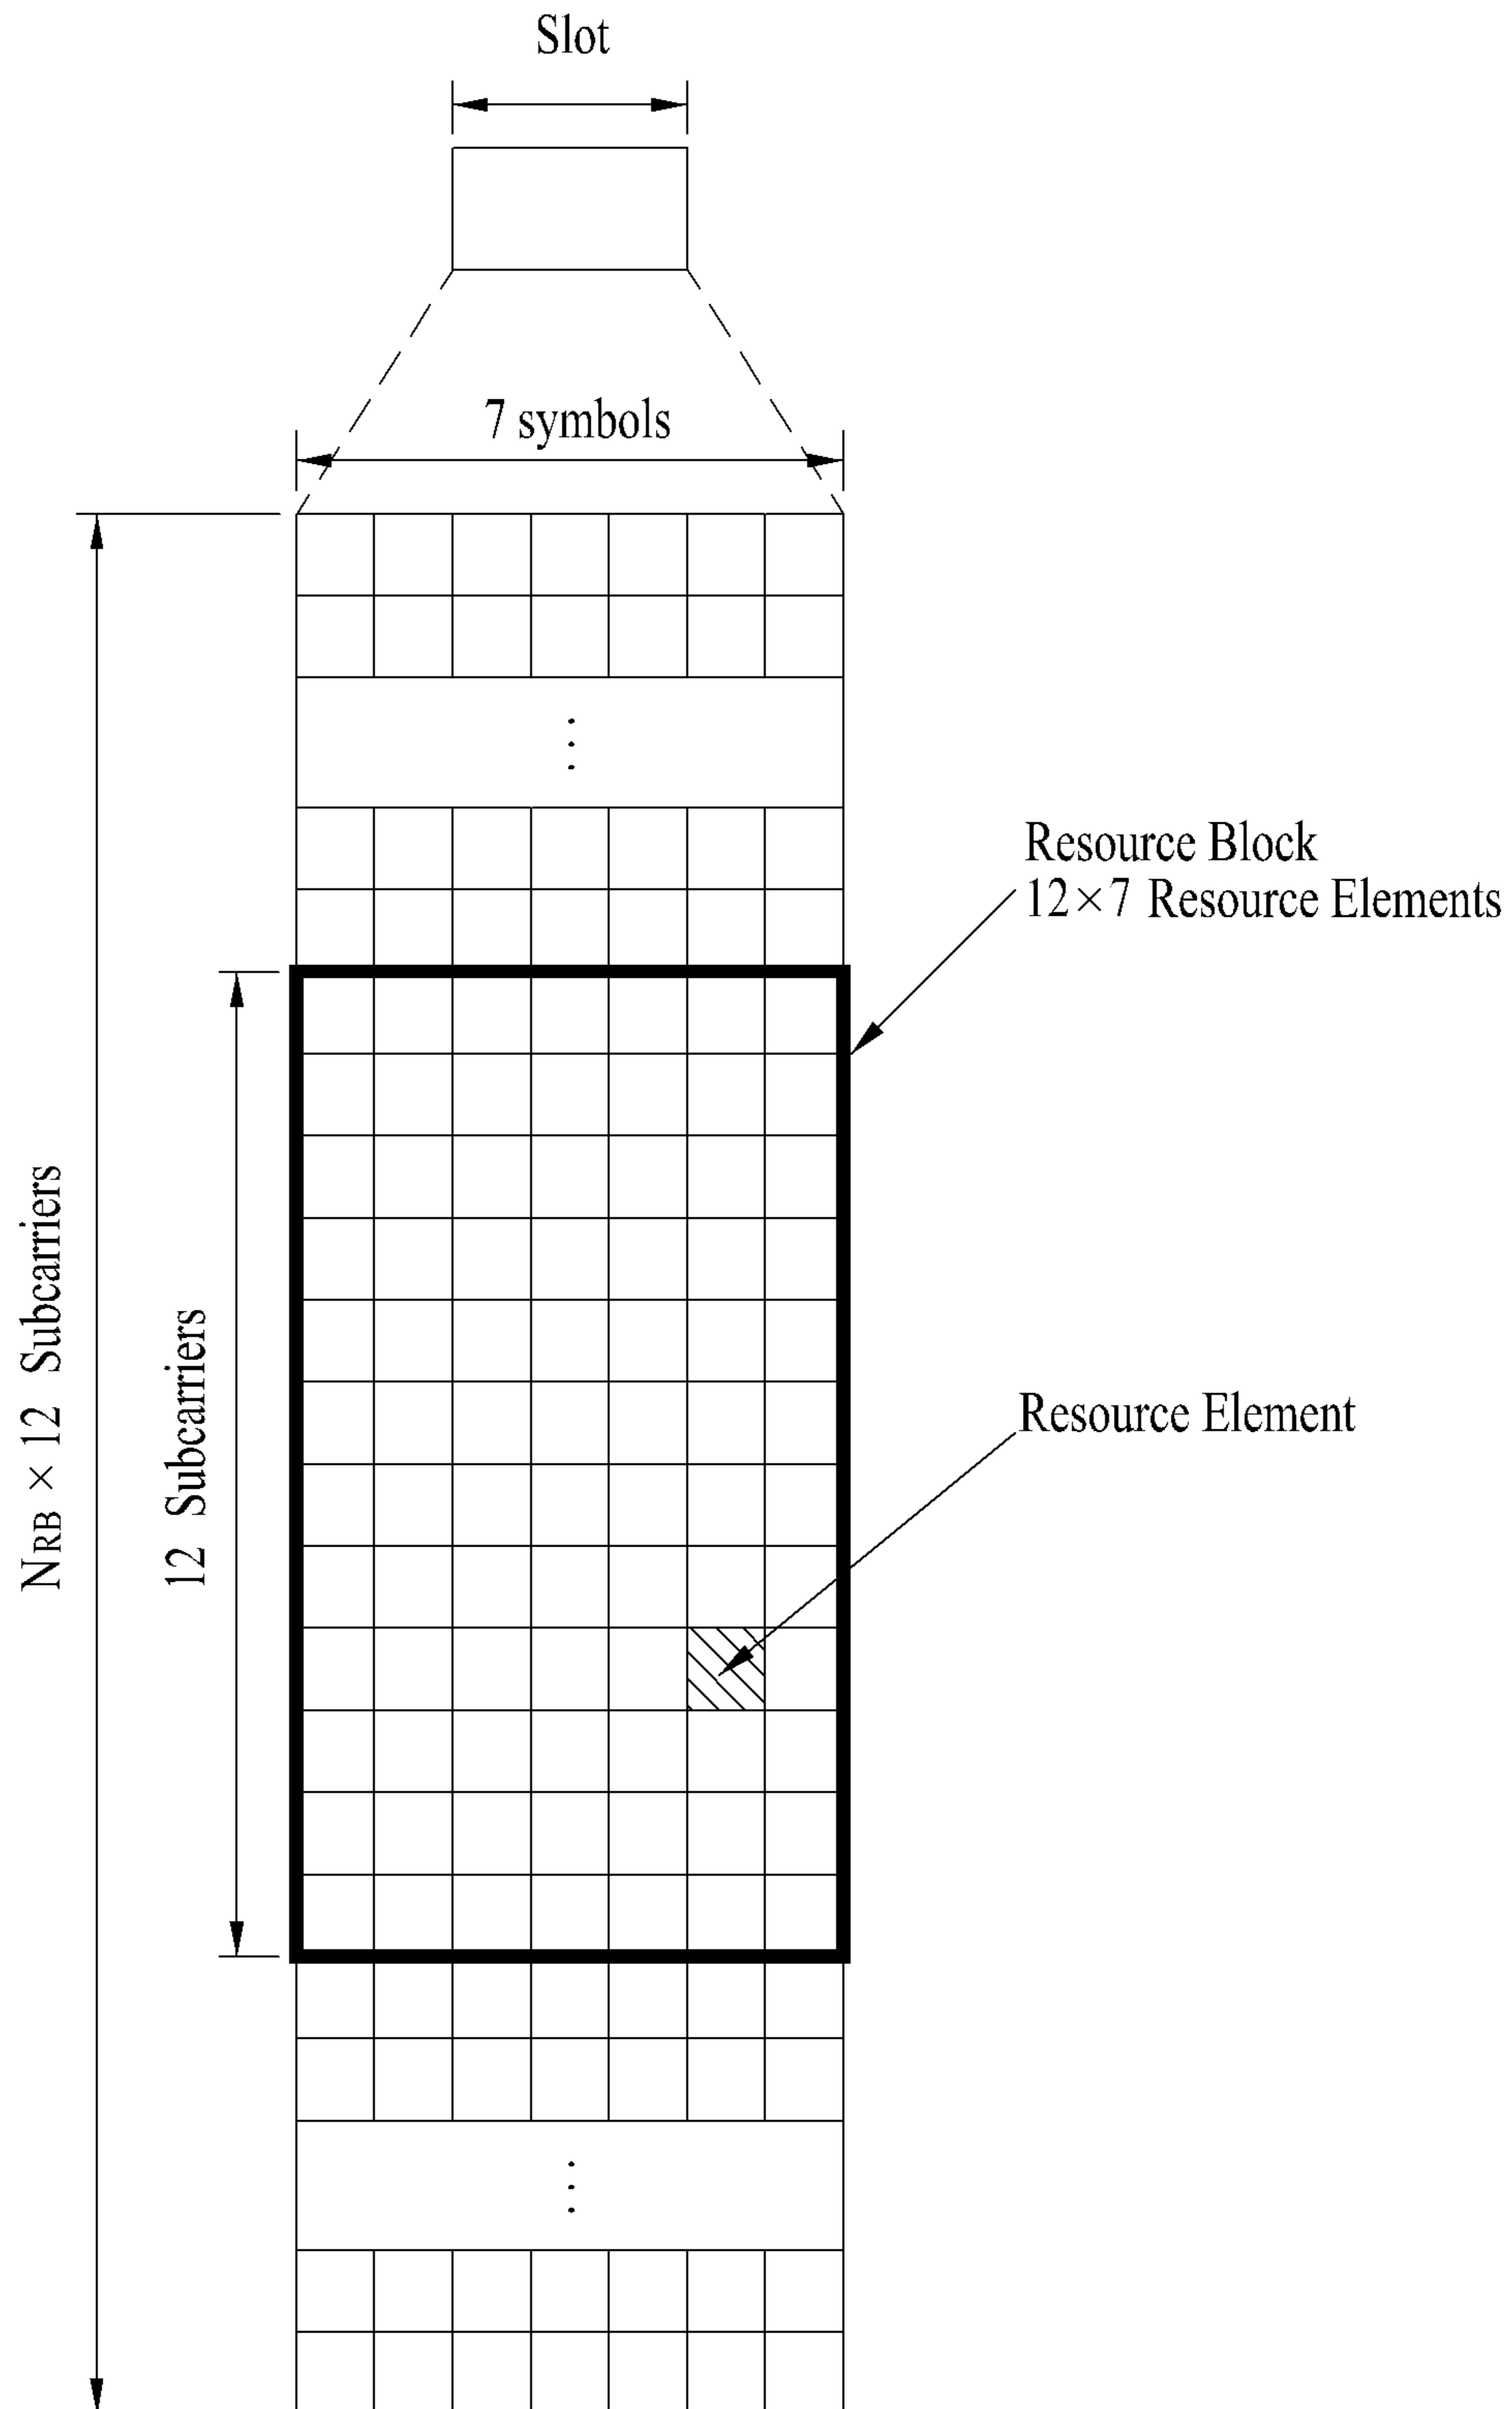 Slot
7 symbols
Resource Block
12×7 Resource Elements
NRB × 12 Subcarriers
12 Subcarriers
Resource Element